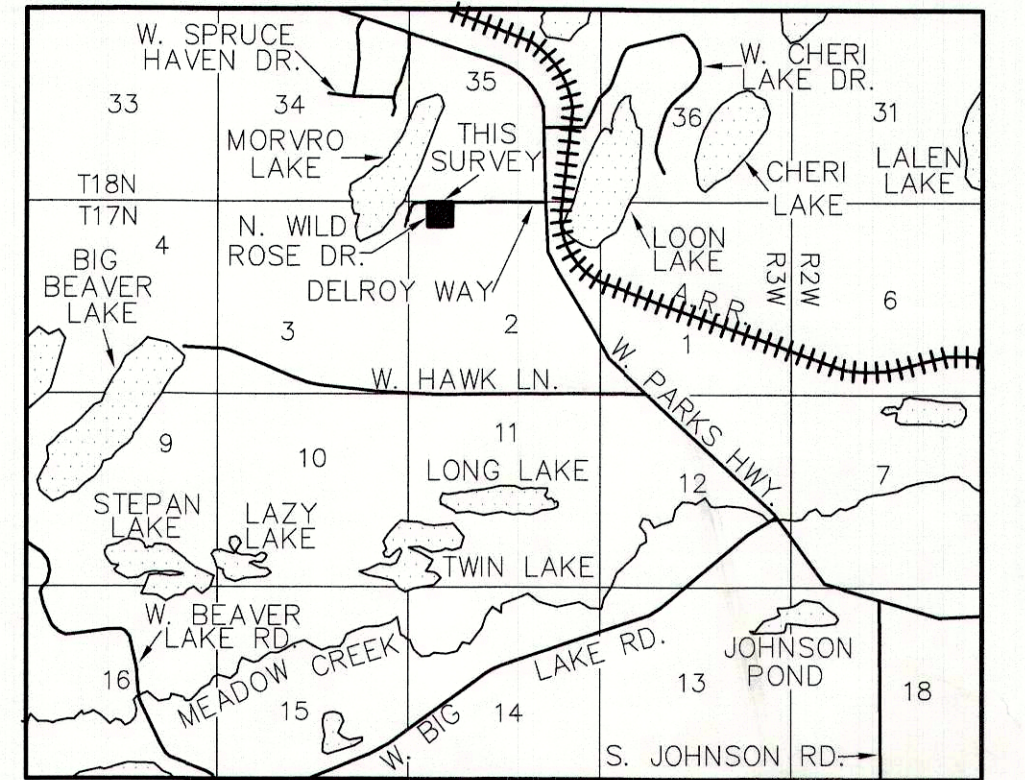 W. SPRUCE
HAVEN DR.
33
34
35
W. CHERI
LAKE DR.
36
31
MORVRO
LAKE
THIS
SURVEY
CHERI
LAKE
LALEN
LAKE
T18N
T17N
4
N. WILD
ROSE DR.
DELROY WAY
LOON
LAKE
R3W
R2W
BIG
BEAVER
LAKE
3
2
A.R.R.
1
6
W. HAWK LN.
W. PARKS HWY.
9
10
11
12
7
LONG LAKE
STEPAN
LAKE
LAZY
LAKE
TWIN LAKE
W. BEAVER
LAKE RD
MEADOW CREEK
W. BIG LAKE RD.
JOHNSON
POND
16
15
14
13
18
S. JOHNSON RD.